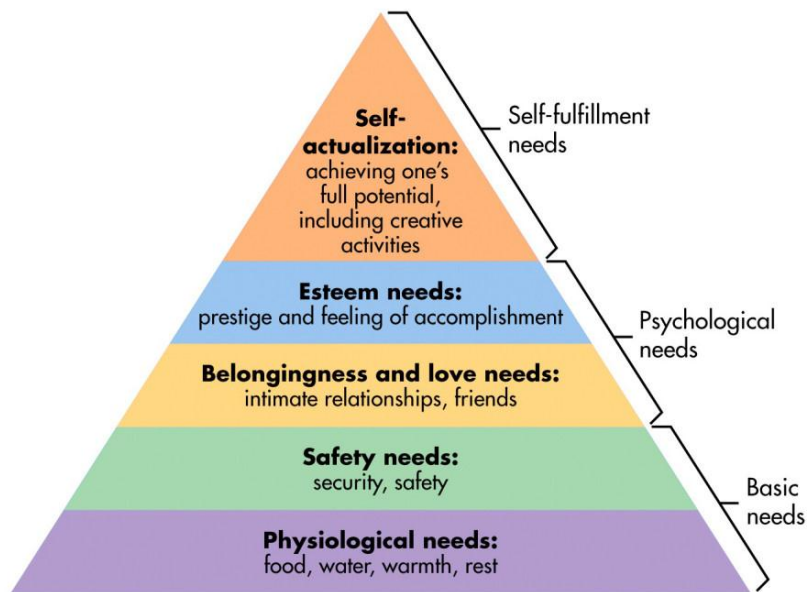 Self-
actualization:
achieving one's
full potential,
including creative
activities
Self-fulfillment
needs
Esteem needs:
prestige and feeling of accomplishment
Psychological
needs
Belongingness and love needs:
intimate relationships, friends
Safety needs:
security, safety
Basic
needs
Physiological needs:
food, water, warmth, rest